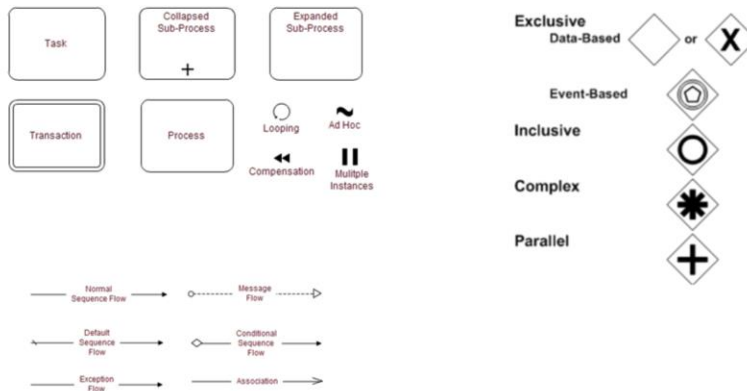 Task
Collapsed
Sub-Process
Expanded
Sub-Process
Transaction
Process
Looping
Ad Hoc
Compensation
Mulitple
Instances
Normal
Sequence Flow
Message
Flow
Default
Sequence
Flow
Conditional
Sequence
Flow
Exception
Flow
Association
Exclusive
Data-Based
or
X
Event-Based
Inclusive
Complex
Parallel